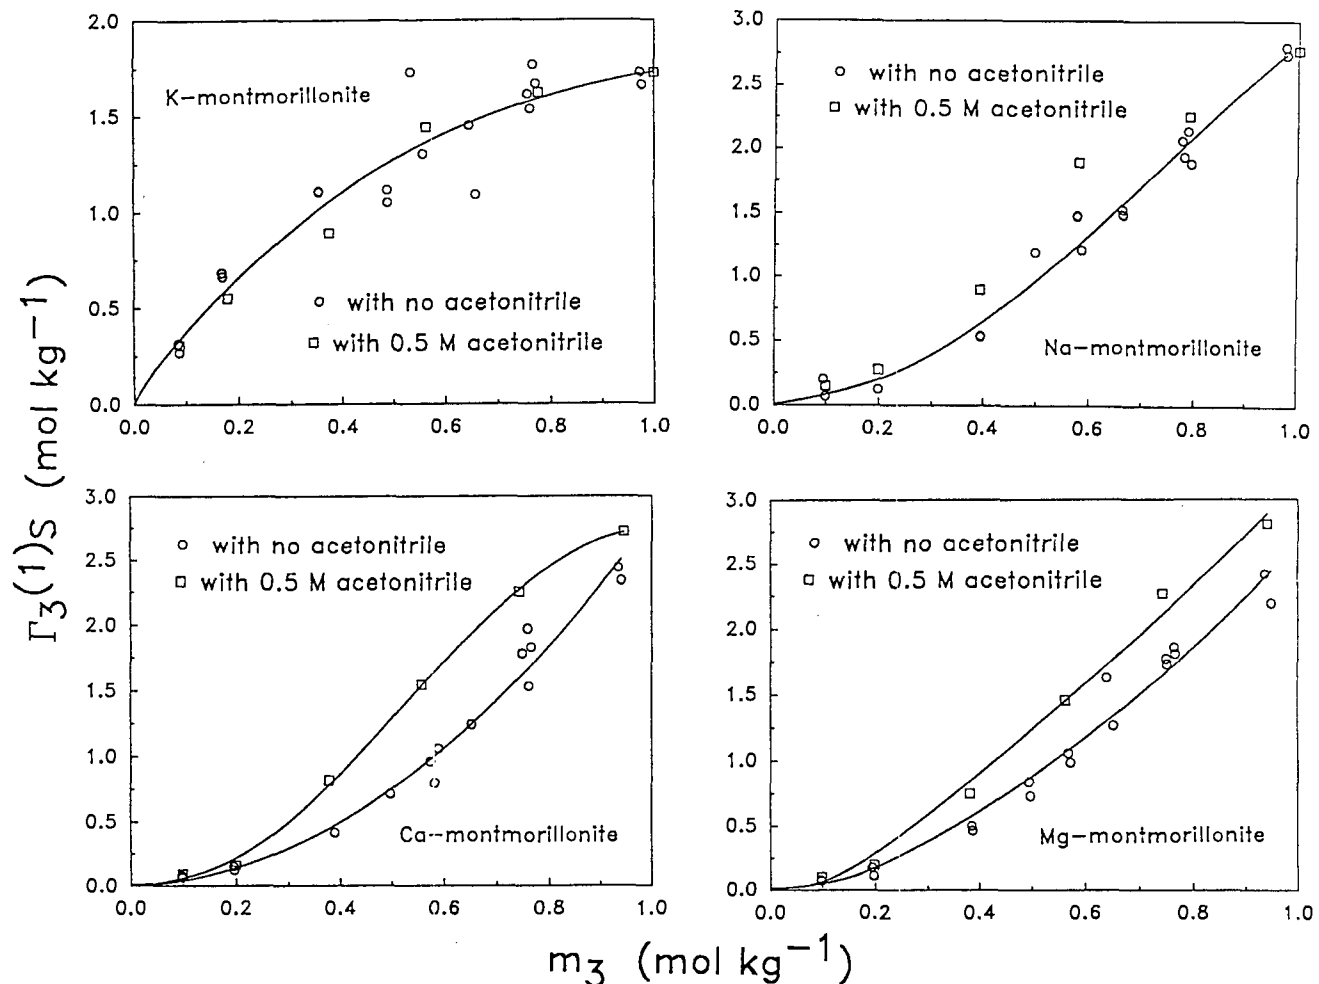 Γ3(1)S (mol kg−1)
2.0
1.5
1.0
0.5
0.0
K−montmorillonite
○ with no acetonitrile
□ with 0.5 M acetonitrile
0.0 0.2 0.4 0.6 0.8 1.0
3.0
2.5
2.0
1.5
1.0
0.5
0.0
○ with no acetonitrile
□ with 0.5 M acetonitrile
Na−montmorillonite
0.0 0.2 0.4 0.6 0.8 1.0
3.0
2.5
2.0
1.5
1.0
0.5
0.0
○ with no acetonitrile
□ with 0.5 M acetonitrile
Ca−montmorillonite
0.0 0.2 0.4 0.6 0.8 1.0
3.0
2.5
2.0
1.5
1.0
0.5
0.0
○ with no acetonitrile
□ with 0.5 M acetonitrile
Mg−montmorillonite
0.0 0.2 0.4 0.6 0.8 1.0
m3 (mol kg−1)